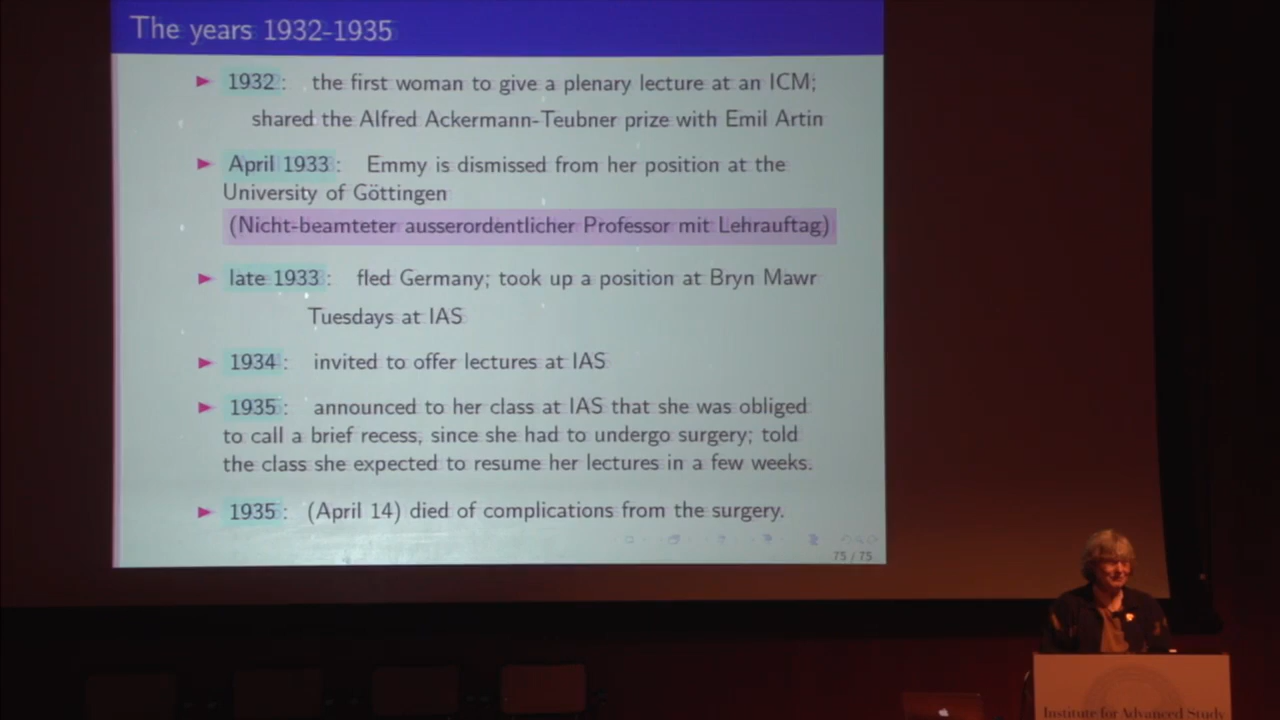 The years 1932-1935
► 1932: the first woman to give a plenary lecture at an ICM;
shared the Alfred Ackermann-Teubner prize with Emil Artin
► April 1933: Emmy is dismissed from her position at the
University of Göttingen
(Nicht-beamteter ausserordentlicher Professor mit Lehrauftag)
► late 1933: fled Germany; took up a position at Bryn Mawr
Tuesdays at IAS
► 1934: invited to offer lectures at IAS
► 1935: announced to her class at IAS that she was obliged
to call a brief recess, since she had to undergo surgery; told
the class she expected to resume her lectures in a few weeks.
► 1935: (April 14) died of complications from the surgery.
75 / 75
Institute for Advanced Study